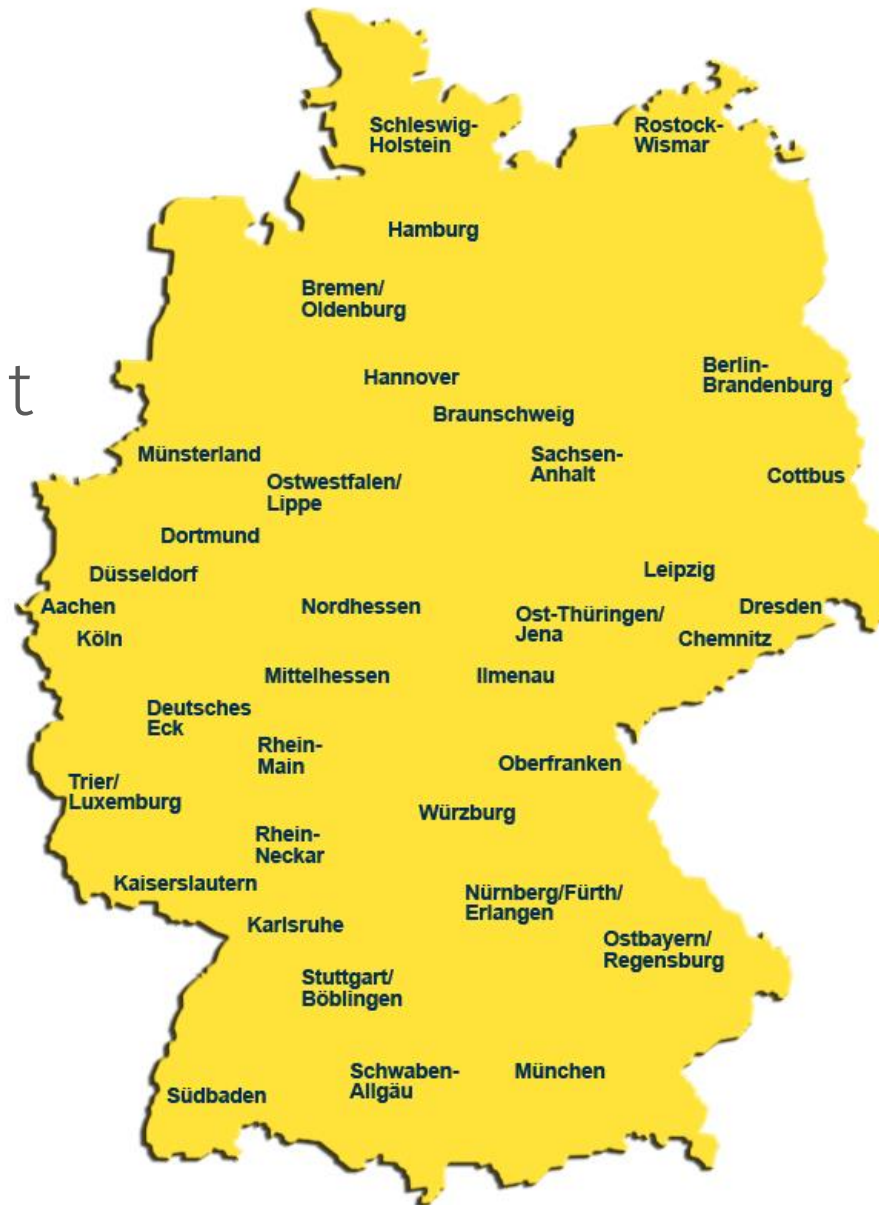 Schleswig-
Holstein
Rostock-
Wismar
Hamburg
Bremen/
Oldenburg
t
Hannover
Berlin-
Brandenburg
Braunschweig
Münsterland
Sachsen-
Anhalt
Ostwestfalen/
Lippe
Cottbus
Dortmund
Düsseldorf
Leipzig
Aachen
Nordhessen
Ost-Thüringen/
Jena
Dresden
Köln
Chemnitz
Mittelhessen
Ilmenau
Deutsches
Eck
Rhein-
Main
Oberfranken
Trier/
Luxemburg
Würzburg
Rhein-
Neckar
Kaiserslautern
Nürnberg/Fürth/
Erlangen
Karlsruhe
Ostbayern/
Regensburg
Stuttgart/
Böblingen
Schwaben-
Allgäu
München
Südbaden